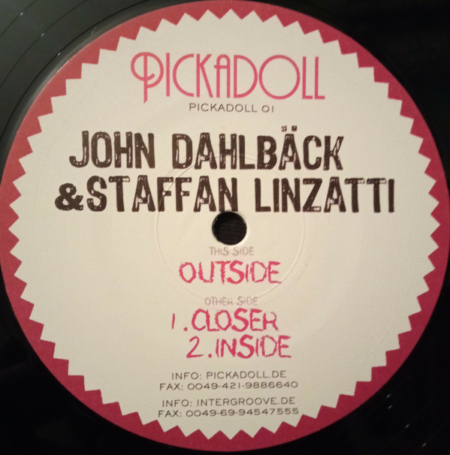 PICKADOLL
PICKADOLL 01
JOHN DAHLBÄCK
&STAFFAN LINZATTI
THIS SIDE
OUTSIDE
OTHER SIDE
1.CLOSER
2.INSIDE
INFO: PICKADOLL.DE
FAX: 0049-421-9886640
INFO: INTERGROOVE.DE
FAX: 0049-69-94547555